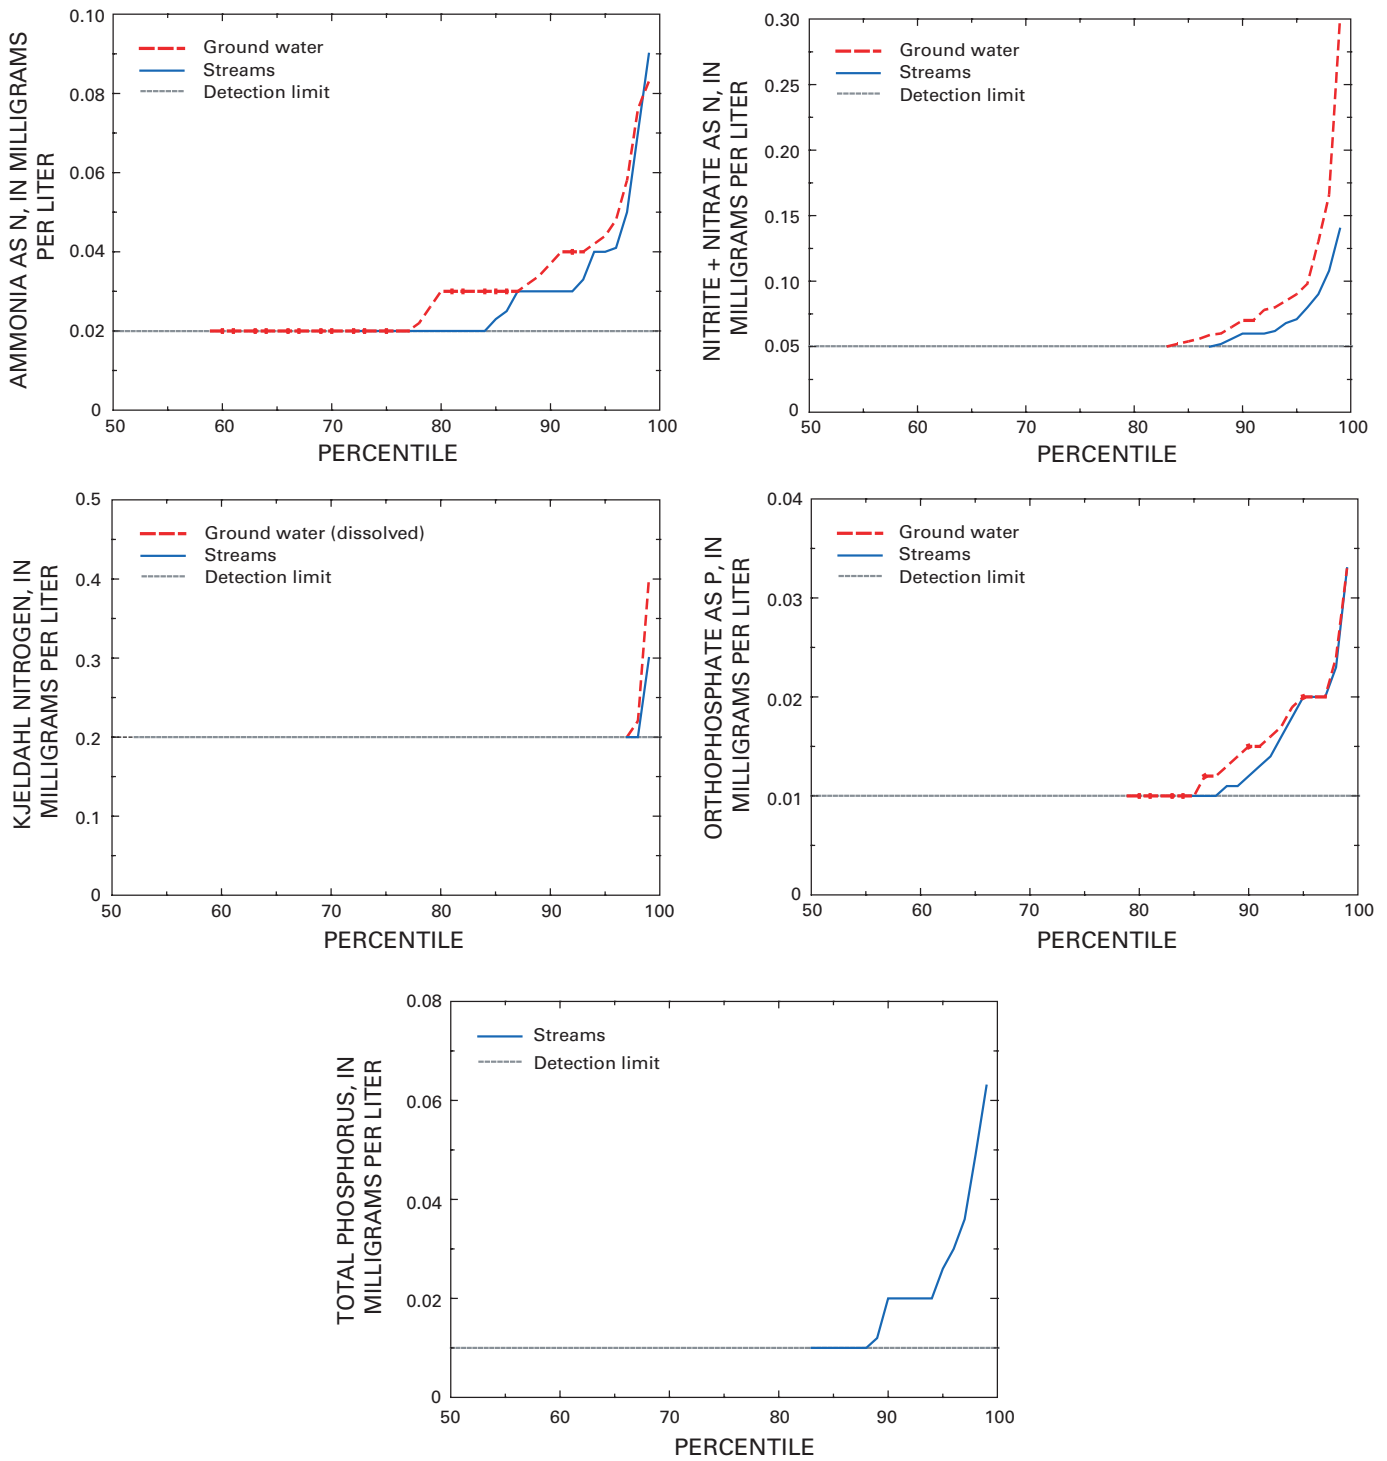 AMMONIA AS N, IN MILLIGRAMS
PER LITER
0.10
0.08
0.06
0.04
0.02
0
Ground water
Streams
Detection limit
50 60 70 80 90 100
PERCENTILE
NITRITE + NITRATE AS N, IN
MILLIGRAMS PER LITER
0.30
0.25
0.20
0.15
0.10
0.05
0
Ground water
Streams
Detection limit
50 60 70 80 90 100
PERCENTILE
KJELDAHL NITROGEN, IN
MILLIGRAMS PER LITER
0.5
0.4
0.3
0.2
0.1
0
Ground water (dissolved)
Streams
Detection limit
50 60 70 80 90 100
PERCENTILE
ORTHOPHOSPHATE AS P, IN
MILLIGRAMS PER LITER
0.04
0.03
0.02
0.01
0
Ground water
Streams
Detection limit
50 60 70 80 90 100
PERCENTILE
TOTAL PHOSPHORUS, IN
MILLIGRAMS PER LITER
0.08
0.06
0.04
0.02
0
Streams
Detection limit
50 60 70 80 90 100
PERCENTILE